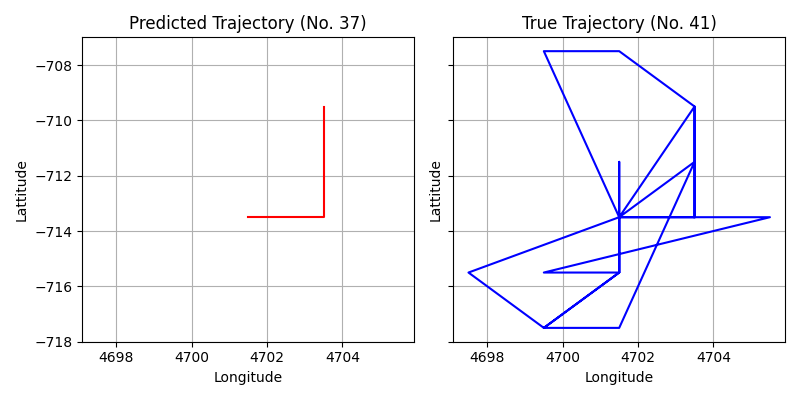 Predicted Trajectory (No. 37)
True Trajectory (No. 41)
Lattitude
−708
−710
−712
−714
−716
−718
4698
4700
4702
4704
Longitude
Lattitude
4698
4700
4702
4704
Longitude